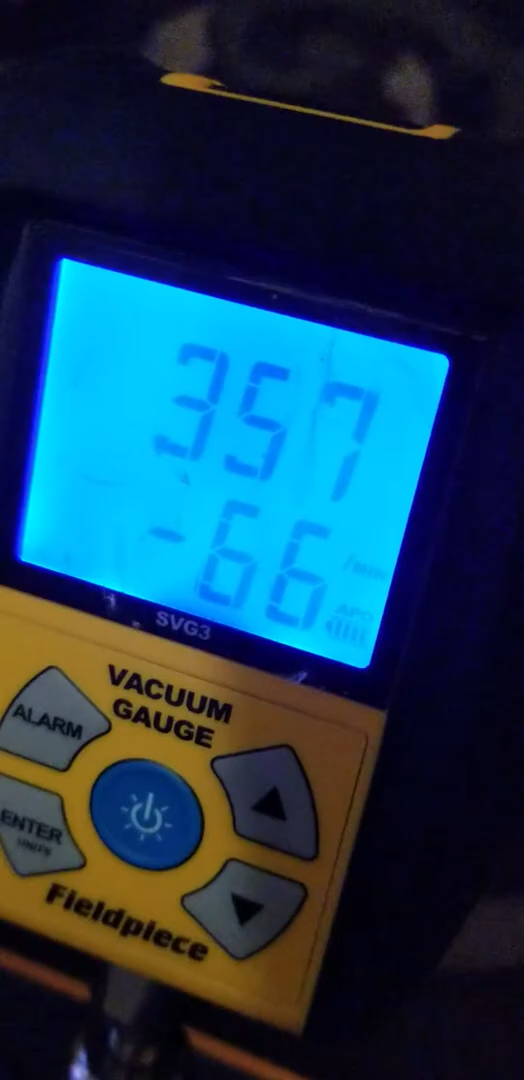 357
-66 /min
APO
SVG3
VACUUM
GAUGE
ALARM
ENTER
UNITS
Fieldpiece